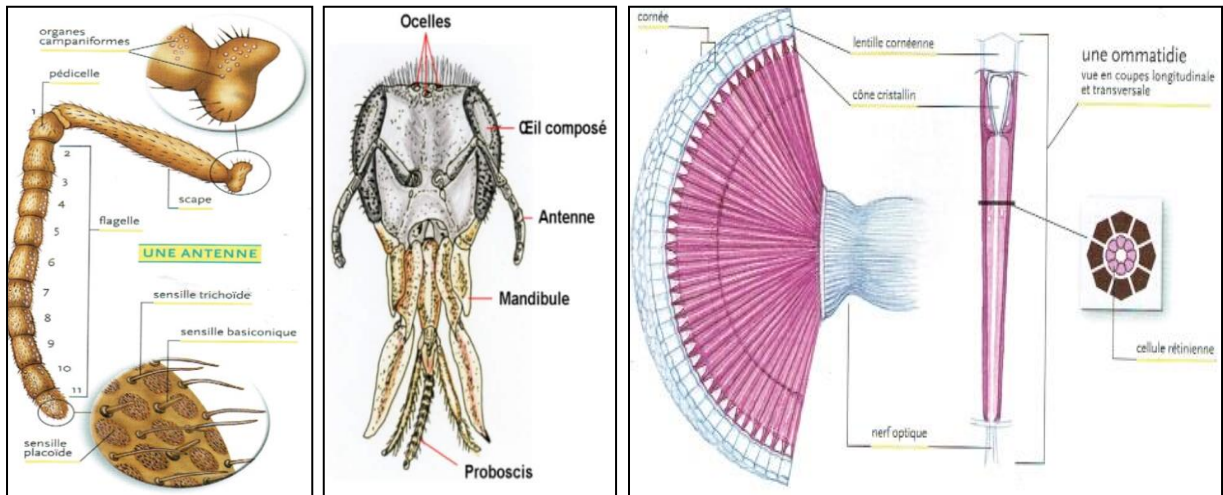 organes
campaniformes
pédicelle
1
2
3
4
5
6
7
8
9
10
11
scape
flagelle
UNE ANTENNE
sensille trichoïde
sensille basiconique
sensille
placoïde
Ocelles
Œil composé
Antenne
Mandibule
Proboscis
cornée
lentille cornéenne
cône cristallin
une ommatidie
vue en coupes longitudinale
et transversale
cellule rétinienne
nerf optique